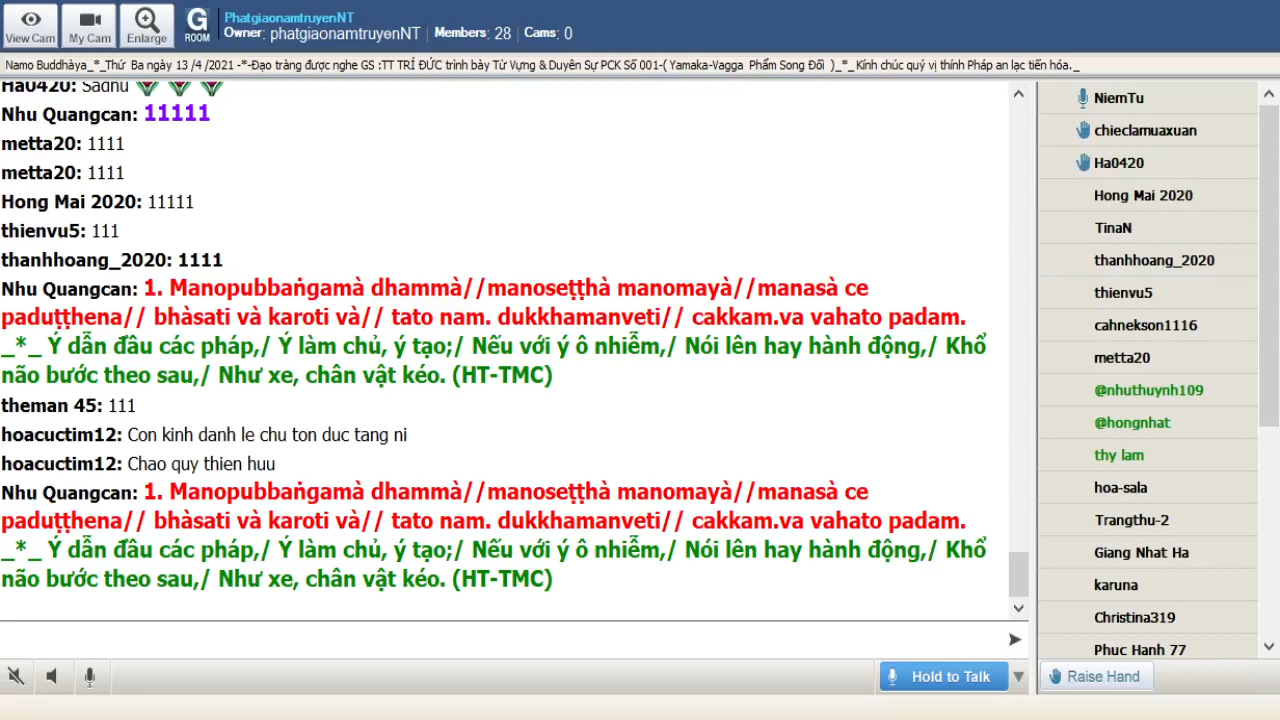 View Cam
My Cam
Enlarge
G
ROOM
PhatgiaonamtruyenNT
Owner: phatgiaonamtruyenNT | Members: 28 | Cams: 0
Namo Buddhàya_*_Thứ Ba ngày 13 /4 /2021 -*-Đạo tràng được nghe GS :TT TRÍ ĐỨC trình bày Từ Vựng & Duyên Sự PCK Số 001-( Yamaka-Vagga Phẩm Song Đối )_*_Kính chúc quý vị thính Pháp an lạc tiến hóa._
Ha0420: Sadhu
Nhu Quangcan: 11111
metta20: 1111
metta20: 1111
Hong Mai 2020: 11111
thienvu5: 111
thanhhoang_2020: 1111
Nhu Quangcan: 1. Manopubbaṅgamà dhammà//manoseṭṭhà manomayà//manasà ce
paduṭṭhena// bhàsati và karoti và// tato nam. dukkhamanveti// cakkam.va vahato padam.
_*_ Ý dẫn đầu các pháp,/ Ý làm chủ, ý tạo;/ Nếu với ý ô nhiễm,/ Nói lên hay hành động,/ Khổ
não bước theo sau,/ Như xe, chân vật kéo. (HT-TMC)
theman 45: 111
hoacuctim12: Con kinh danh le chu ton duc tang ni
hoacuctim12: Chao quy thien huu
Nhu Quangcan: 1. Manopubbaṅgamà dhammà//manoseṭṭhà manomayà//manasà ce
paduṭṭhena// bhàsati và karoti và// tato nam. dukkhamanveti// cakkam.va vahato padam.
_*_ Ý dẫn đầu các pháp,/ Ý làm chủ, ý tạo;/ Nếu với ý ô nhiễm,/ Nói lên hay hành động,/ Khổ
não bước theo sau,/ Như xe, chân vật kéo. (HT-TMC)
NiemTu
chieclamuaxuan
Ha0420
Hong Mai 2020
TinaN
thanhhoang_2020
thienvu5
cahnekson1116
metta20
@nhuthuynh109
@hongnhat
thy lam
hoa-sala
Trangthu-2
Giang Nhat Ha
karuna
Christina319
Phuc Hanh 77
Hold to Talk
Raise Hand